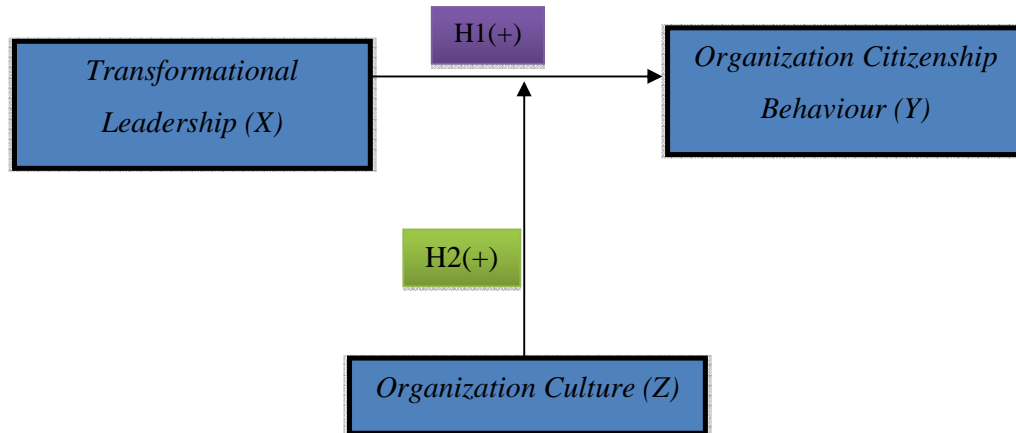 H1(+)
Transformational
Leadership (X)
Organization Citizenship
Behaviour (Y)
H2(+)
Organization Culture (Z)